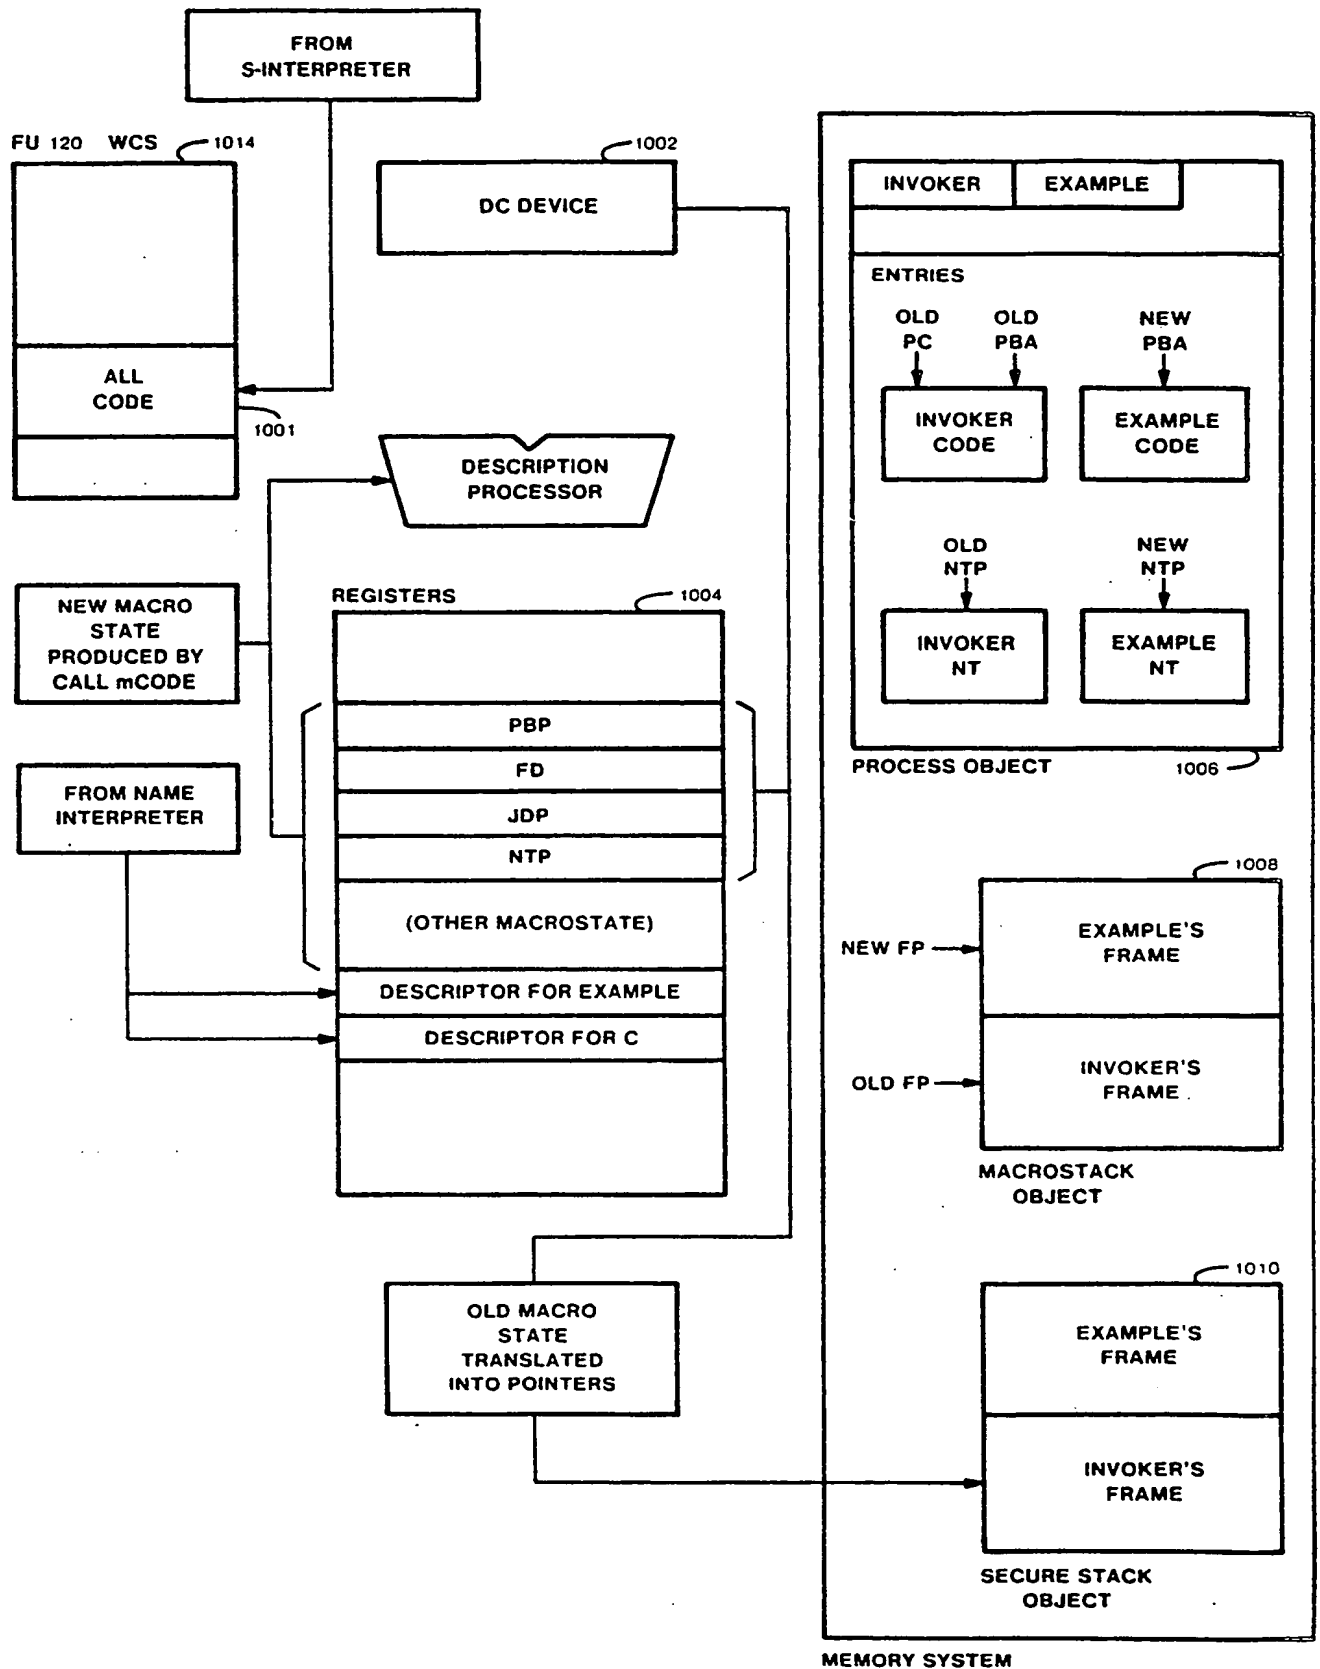 FROM
S-INTERPRETER
FU 120 WCS
1014
ALL
CODE
1001
1002
DC DEVICE
DESCRIPTION
PROCESSOR
NEW MACRO
STATE
PRODUCED BY
CALL mCODE
FROM NAME
INTERPRETER
REGISTERS
1004
PBP
FD
JDP
NTP
(OTHER MACROSTATE)
DESCRIPTOR FOR EXAMPLE
DESCRIPTOR FOR C
OLD MACRO
STATE
TRANSLATED
INTO POINTERS
INVOKER
EXAMPLE
ENTRIES
OLD
PC
OLD
PBA
NEW
PBA
INVOKER
CODE
EXAMPLE
CODE
OLD
NTP
NEW
NTP
INVOKER
NT
EXAMPLE
NT
PROCESS OBJECT
1006
1008
NEW FP
EXAMPLE'S
FRAME
OLD FP
INVOKER'S
FRAME
MACROSTACK
OBJECT
1010
EXAMPLE'S
FRAME
INVOKER'S
FRAME
SECURE STACK
OBJECT
MEMORY SYSTEM